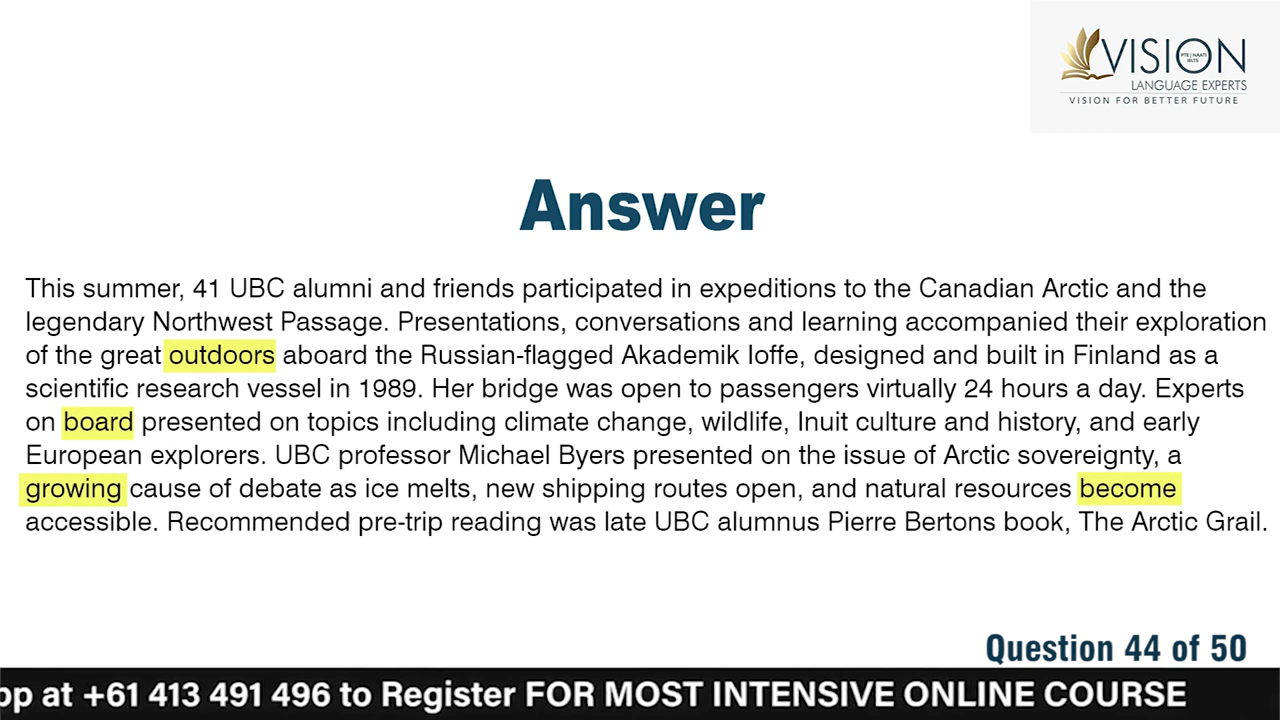 VISION
PTE | NAATI
IELTS
LANGUAGE EXPERTS
VISION FOR BETTER FUTURE
Answer
This summer, 41 UBC alumni and friends participated in expeditions to the Canadian Arctic and the
legendary Northwest Passage. Presentations, conversations and learning accompanied their exploration
of the great outdoors aboard the Russian-flagged Akademik Ioffe, designed and built in Finland as a
scientific research vessel in 1989. Her bridge was open to passengers virtually 24 hours a day. Experts
on board presented on topics including climate change, wildlife, Inuit culture and history, and early
European explorers. UBC professor Michael Byers presented on the issue of Arctic sovereignty, a
growing cause of debate as ice melts, new shipping routes open, and natural resources become
accessible. Recommended pre-trip reading was late UBC alumnus Pierre Bertons book, The Arctic Grail.
Question 44 of 50
pp at +61 413 491 496 to Register FOR MOST INTENSIVE ONLINE COURSE